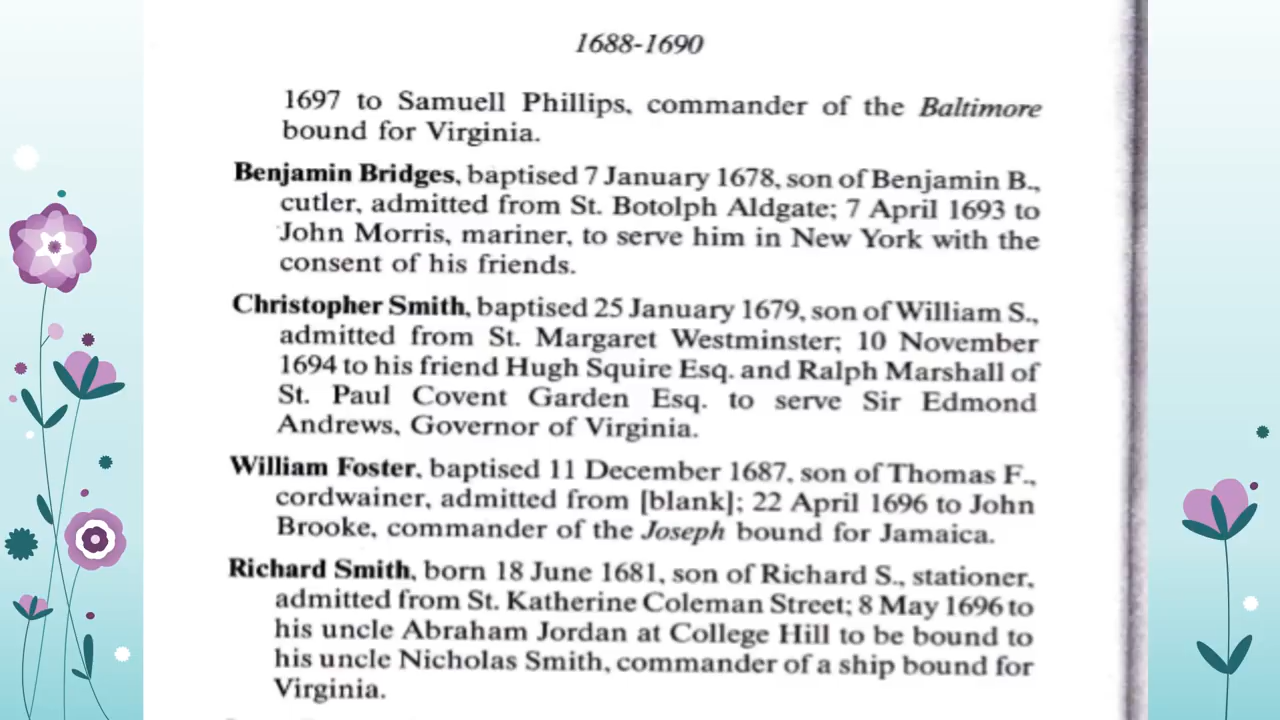 1688-1690
1697 to Samuell Phillips, commander of the Baltimore
bound for Virginia.
Benjamin Bridges, baptised 7 January 1678, son of Benjamin B.,
cutler, admitted from St. Botolph Aldgate; 7 April 1693 to
John Morris, mariner, to serve him in New York with the
consent of his friends.
Christopher Smith, baptised 25 January 1679, son of William S.,
admitted from St. Margaret Westminster; 10 November
1694 to his friend Hugh Squire Esq. and Ralph Marshall of
St. Paul Covent Garden Esq. to serve Sir Edmond
Andrews, Governor of Virginia.
William Foster, baptised 11 December 1687, son of Thomas F.,
cordwainer, admitted from [blank]; 22 April 1696 to John
Brooke, commander of the Joseph bound for Jamaica.
Richard Smith, born 18 June 1681, son of Richard S., stationer,
admitted from St. Katherine Coleman Street; 8 May 1696 to
his uncle Abraham Jordan at College Hill to be bound to
his uncle Nicholas Smith, commander of a ship bound for
Virginia.